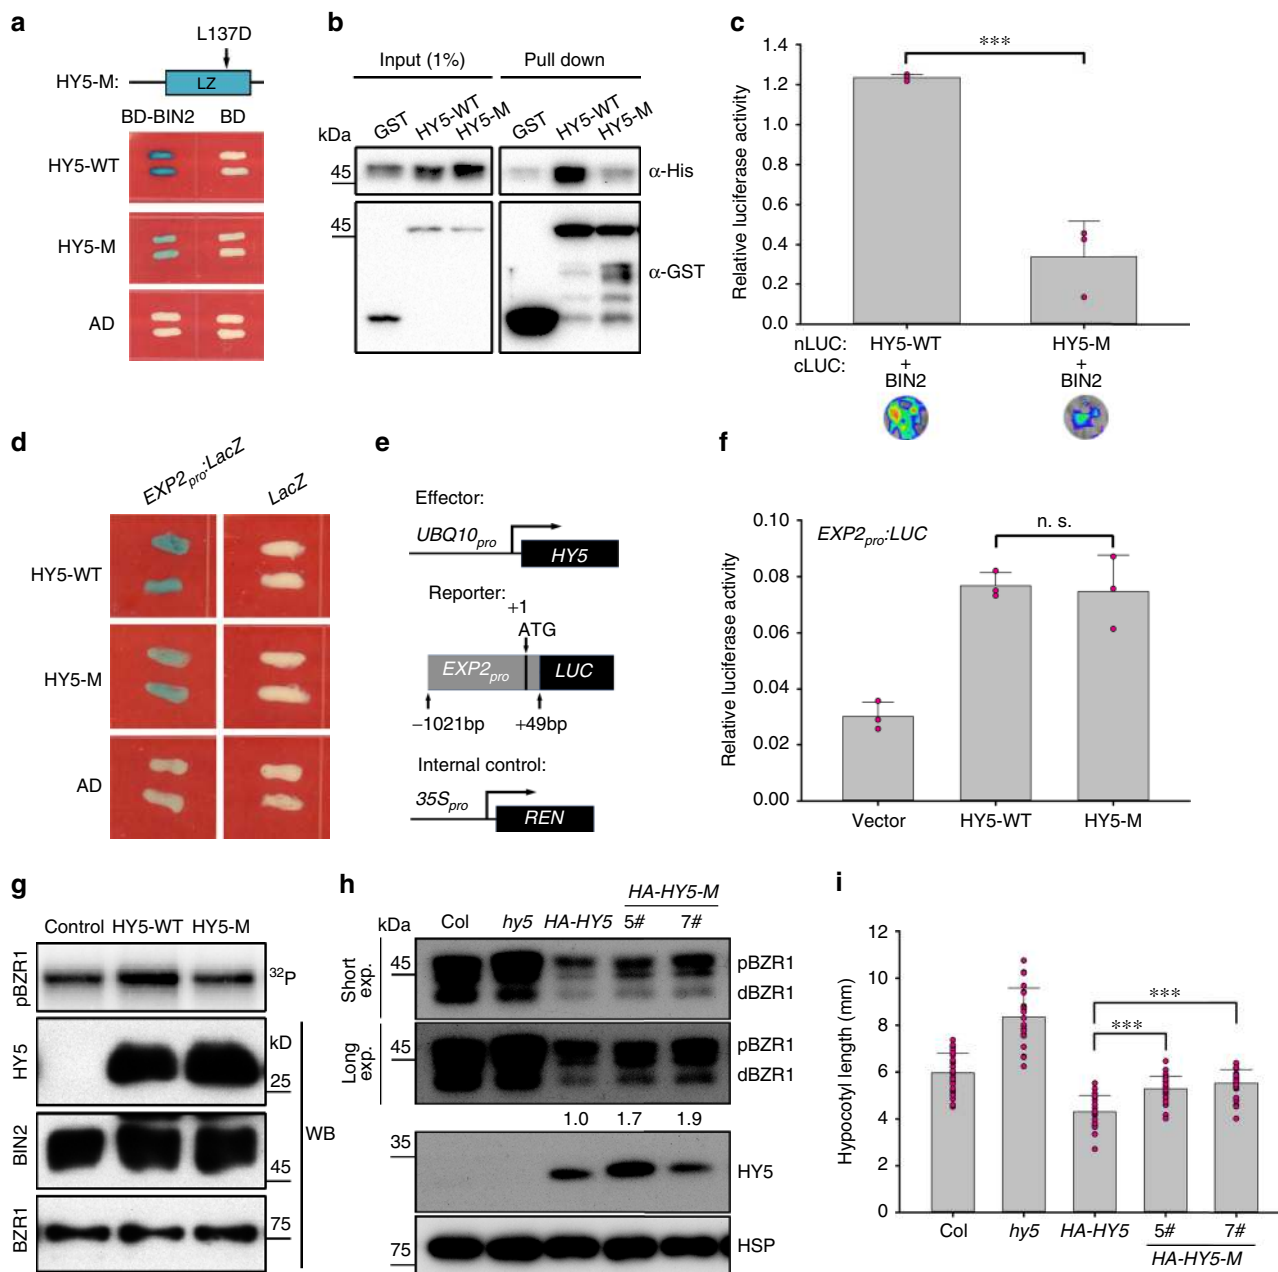 a
L137D
HY5-M:
LZ
BD-BIN2 BD
HY5-WT
HY5-M
AD
b
Input (1%) Pull down
kDa GST HY5-WT HY5-M GST HY5-WT HY5-M
45 α-His
45
α-GST
c
Relative luciferase activity
1.4
1.2
1.0
0.8
0.6
0.4
0.2
0.0
***
nLUC: HY5-WT HY5-M
cLUC: + +
BIN2 BIN2
d
EXP2pro:LacZ LacZ
HY5-WT
HY5-M
AD
e
Effector:
UBQ10pro
HY5
Reporter:
+1
ATG
EXP2pro LUC
−1021bp +49bp
Internal control:
35Spro
REN
f
Relative luciferase activity
0.10
0.08
0.06
0.04
0.02
0.00
EXP2pro:LUC
n. s.
Vector HY5-WT HY5-M
g
Control HY5-WT HY5-M
pBZR1 32P
HY5 kD
25
BIN2 45
BZR1 75
WB
h
HA-HY5-M
kDa Col hy5 HA-HY5 5# 7#
Short exp. 45 pBZR1
dBZR1
Long exp. 45 pBZR1
dBZR1
1.0 1.7 1.9
35
HY5
75 HSP
i
Hypocotyl length (mm)
12
10
8
6
4
2
0
***
***
Col hy5 HA-HY5 5# 7#
HA-HY5-M